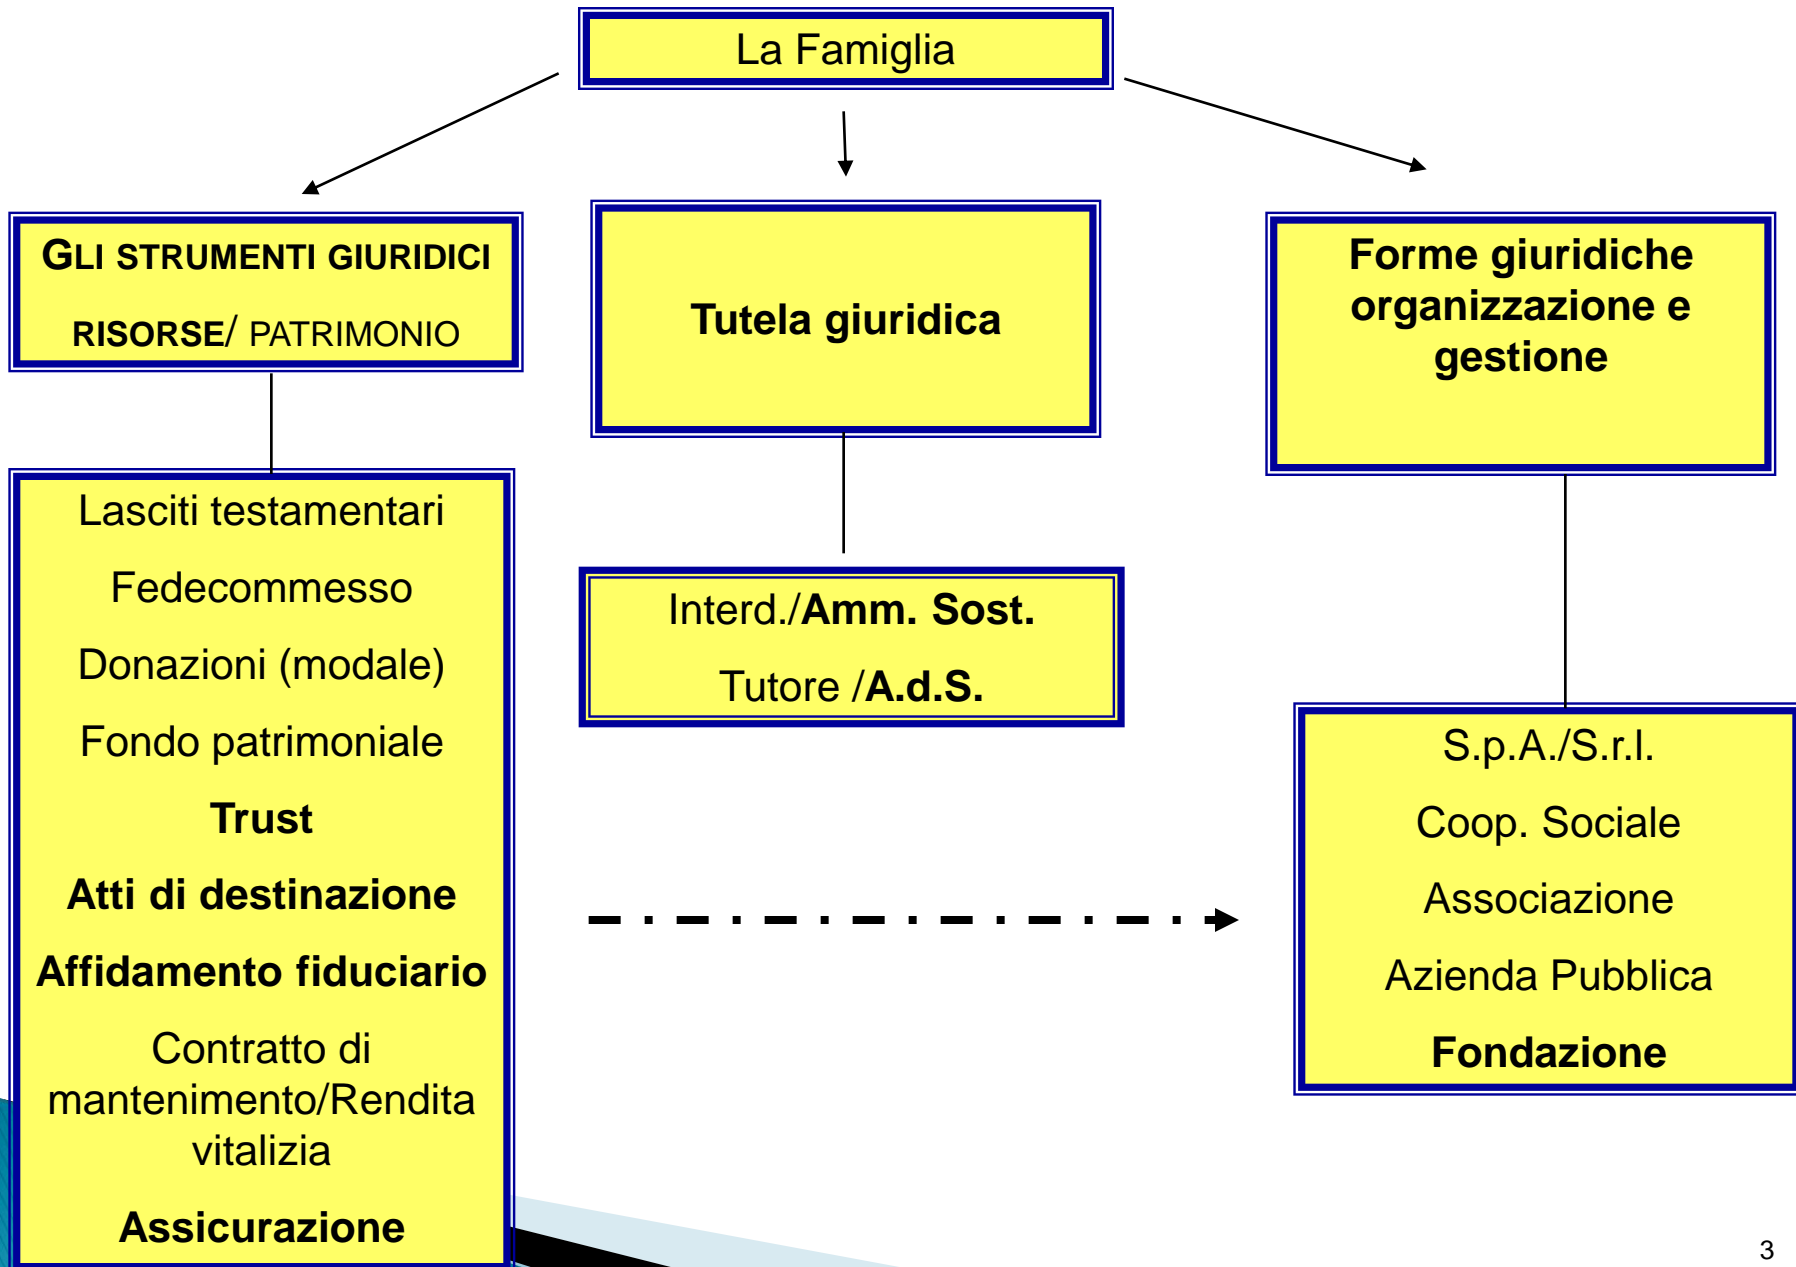 La Famiglia
GLI STRUMENTI GIURIDICI
RISORSE/ PATRIMONIO
Tutela giuridica
Forme giuridiche
organizzazione e
gestione
Lasciti testamentari
Fedecommesso
Donazioni (modale)
Fondo patrimoniale
Trust
Atti di destinazione
Affidamento fiduciario
Contratto di
mantenimento/Rendita
vitalizia
Assicurazione
Interd./Amm. Sost.
Tutore /A.d.S.
S.p.A./S.r.l.
Coop. Sociale
Associazione
Azienda Pubblica
Fondazione
3